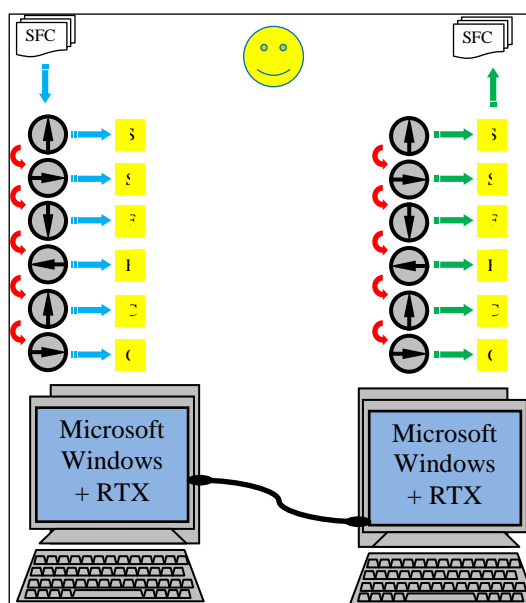 SFC SFC
S S
S S
Microsoft
Windows
+ RTX
Microsoft
Windows
+ RTX